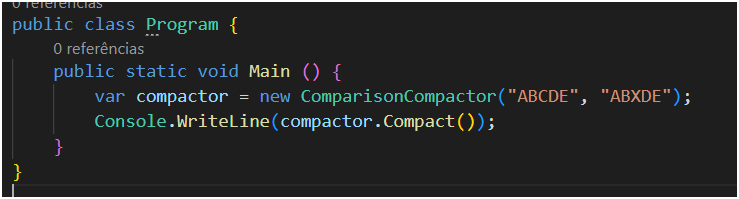 0 referências
public class Program {
0 referências
public static void Main () {
var compactor = new ComparisonCompactor("ABCDE", "ABXDE");
Console.WriteLine(compactor.Compact());
}
}